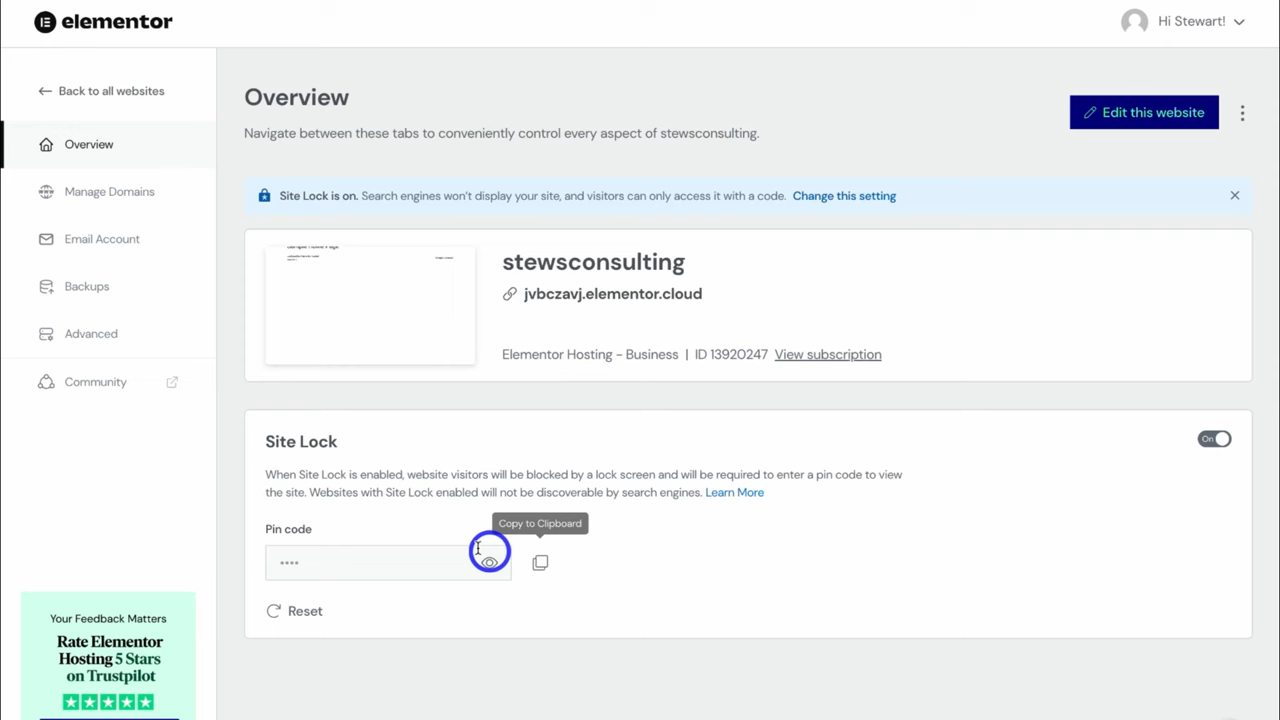 elementor
Hi Stewart!
Back to all websites
Overview
Manage Domains
Email Account
Backups
Advanced
Community
Your Feedback Matters
Rate Elementor
Hosting 5 Stars
on Trustpilot
Overview
Navigate between these tabs to conveniently control every aspect of stewsconsulting.
Edit this website
Site Lock is on. Search engines won't display your site, and visitors can only access it with a code. Change this setting
stewsconsulting
jvbczavj.elementor.cloud
Elementor Hosting - Business | ID 13920247 View subscription
Site Lock
On
When Site Lock is enabled, website visitors will be blocked by a lock screen and will be required to enter a pin code to view
the site. Websites with Site Lock enabled will not be discoverable by search engines. Learn More
Copy to Clipboard
Pin code
••••
Reset